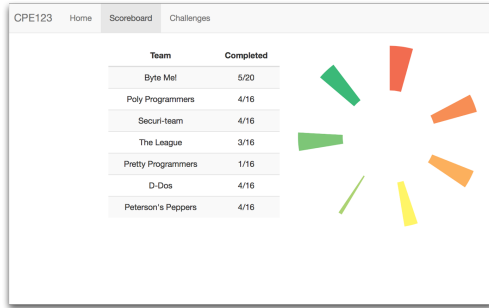 CPE123 Home Scoreboard Challenges
Team Completed
Byte Me! 5/20
Poly Programmers 4/16
Securi-team 4/16
The League 3/16
Pretty Programmers 1/16
D-Dos 4/16
Peterson's Peppers 4/16